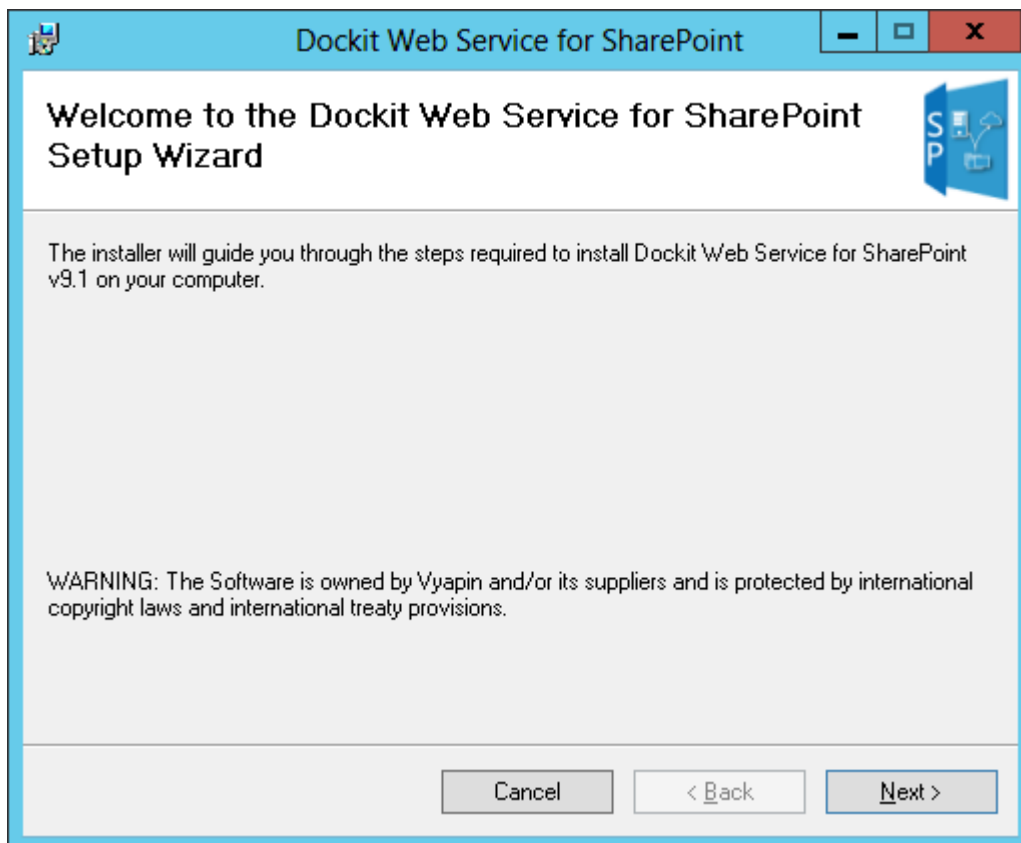 Dockit Web Service for SharePoint
Welcome to the Dockit Web Service for SharePoint
Setup Wizard
S
P
The installer will guide you through the steps required to install Dockit Web Service for SharePoint
v9.1 on your computer.
WARNING: The Software is owned by Vyapin and/or its suppliers and is protected by international
copyright laws and international treaty provisions.
Cancel
< Back
Next >